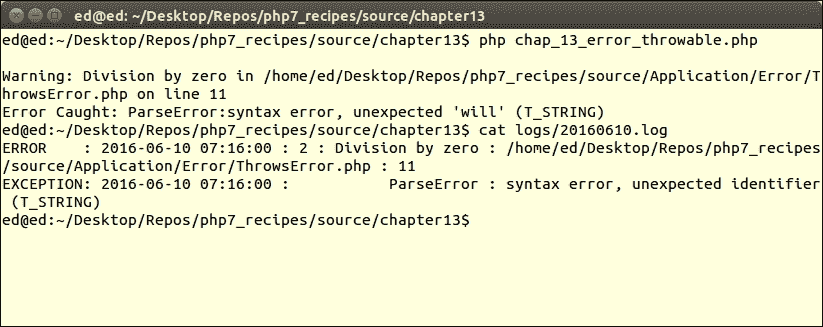 ed@ed: ~/Desktop/Repos/php7_recipes/source/chapter13
ed@ed:~/Desktop/Repos/php7_recipes/source/chapter13$ php chap_13_error_throwable.php
Warning: Division by zero in /home/ed/Desktop/Repos/php7_recipes/source/Application/Error/T
hrowsError.php on line 11
Error Caught: ParseError:syntax error, unexpected 'will' (T_STRING)
ed@ed:~/Desktop/Repos/php7_recipes/source/chapter13$ cat logs/20160610.log
ERROR    : 2016-06-10 07:16:00 : 2 : Division by zero : /home/ed/Desktop/Repos/php7_recipes
/source/Application/Error/ThrowsError.php : 11
EXCEPTION: 2016-06-10 07:16:00 :           ParseError : syntax error, unexpected identifier
 (T_STRING)
ed@ed:~/Desktop/Repos/php7_recipes/source/chapter13$